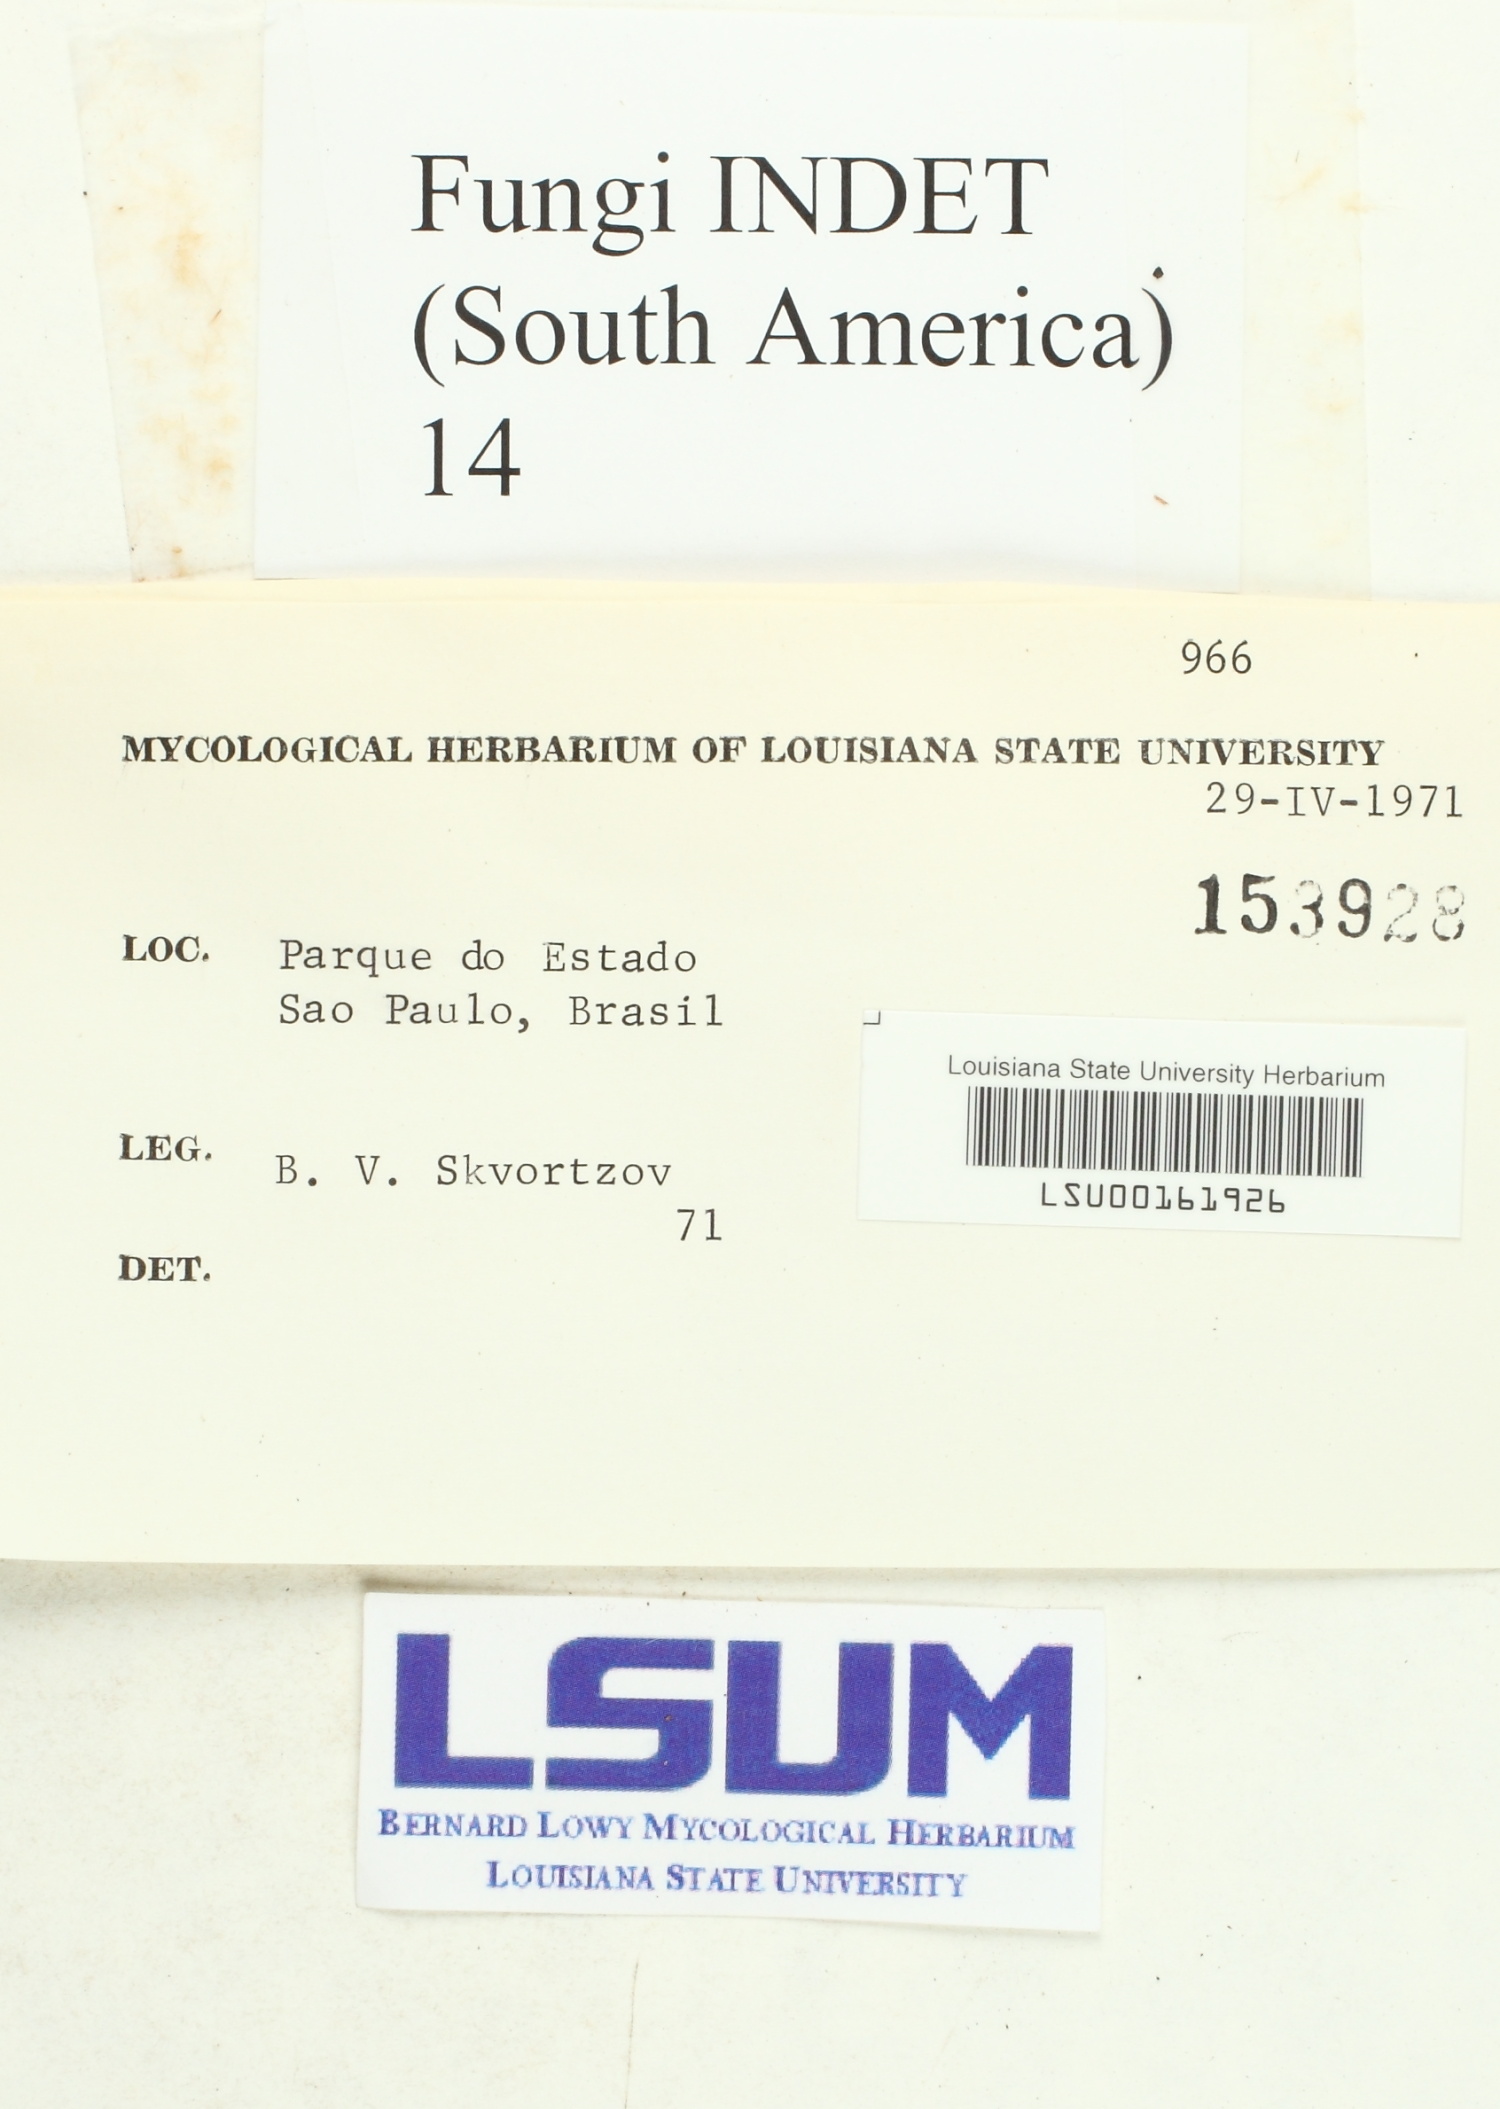 Fungi INDET
(South America)
14
966
MYCOLOGICAL HERBARIUM OF LOUISIANA STATE UNIVERSITY
29-IV-1971
153928
LOC. Parque do Estado
Sao Paulo, Brasil
Louisiana State University Herbarium
LSU00161926
LEG. B. V. Skvortzov
71
DET.
LSUM
BERNARD LOWY MYCOLOGICAL HERBARIUM
LOUISIANA STATE UNIVERSITY